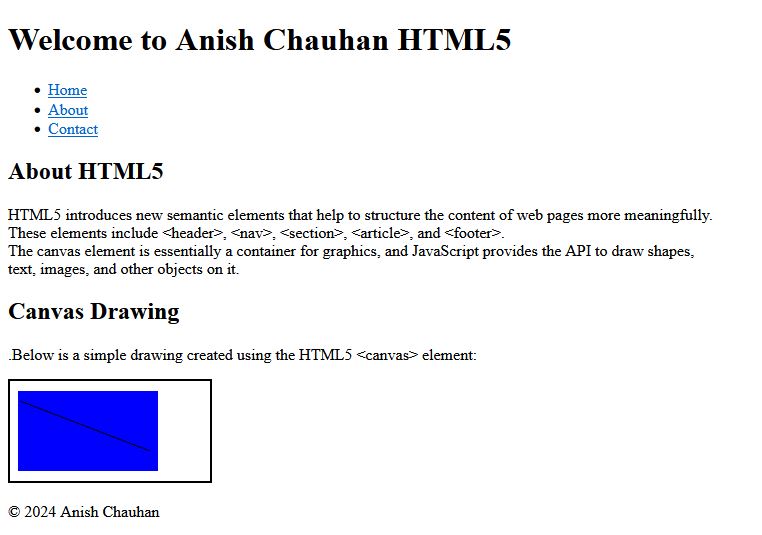 Welcome to Anish Chauhan HTML5
Home
About
Contact
About HTML5
HTML5 introduces new semantic elements that help to structure the content of web pages more meaningfully.
These elements include <header>, <nav>, <section>, <article>, and <footer>.
The canvas element is essentially a container for graphics, and JavaScript provides the API to draw shapes,
text, images, and other objects on it.
Canvas Drawing
.Below is a simple drawing created using the HTML5 <canvas> element:
© 2024 Anish Chauhan